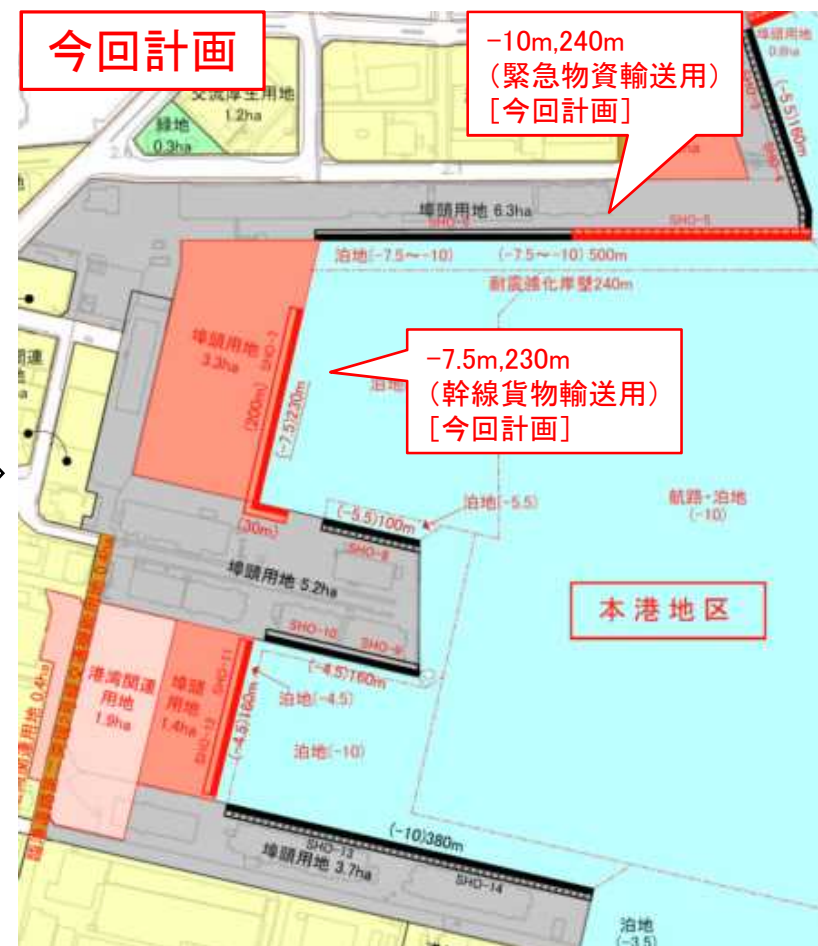 今回計画
-10m,240m
(緊急物資輸送用)
[今回計画]
埠頭用地
0.8ha
交流厚生用地
1.2ha
緑地
0.3ha
(-5.5)160m
SHO-4
埠頭用地 6.3ha
SHO-6
SHO-5
泊地(-7.5~-10)
(-7.5~-10) 500m
耐震強化岸壁240m
埠頭用地
3.3ha
SHO-7
(200m)
(-7.5)230m
(30m)
-7.5m,230m
(幹線貨物輸送用)
[今回計画]
泊地(-5.5)
(-5.5)100m
SHO-8
航路・泊地
(-10)
埠頭用地 5.2ha
本港地区
SHO-10
SHO-9
(-4.5)160m
港湾関連
用地
1.9ha
埠頭
用地
1.4ha
SHO-11
SHO-12
(-4.5)160m
泊地(-4.5)
泊地(-10)
(-10)380m
SHO-13
SHO-14
埠頭用地 3.7ha
泊地
(-3.5)